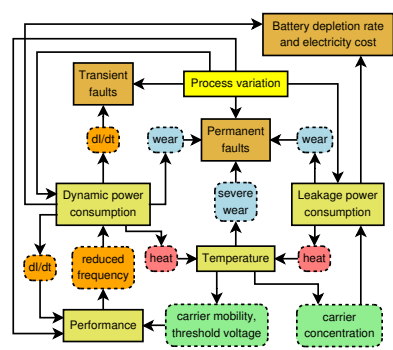 Battery depletion rate
and electricity cost
Transient
faults
Process variation
dI/dt
wear
Permanent
faults
wear
Dynamic power
consumption
severe
wear
Leakage power
consumption
dI/dt
reduced
frequency
heat
Temperature
heat
Performance
carrier mobility,
threshold voltage
carrier
concentration